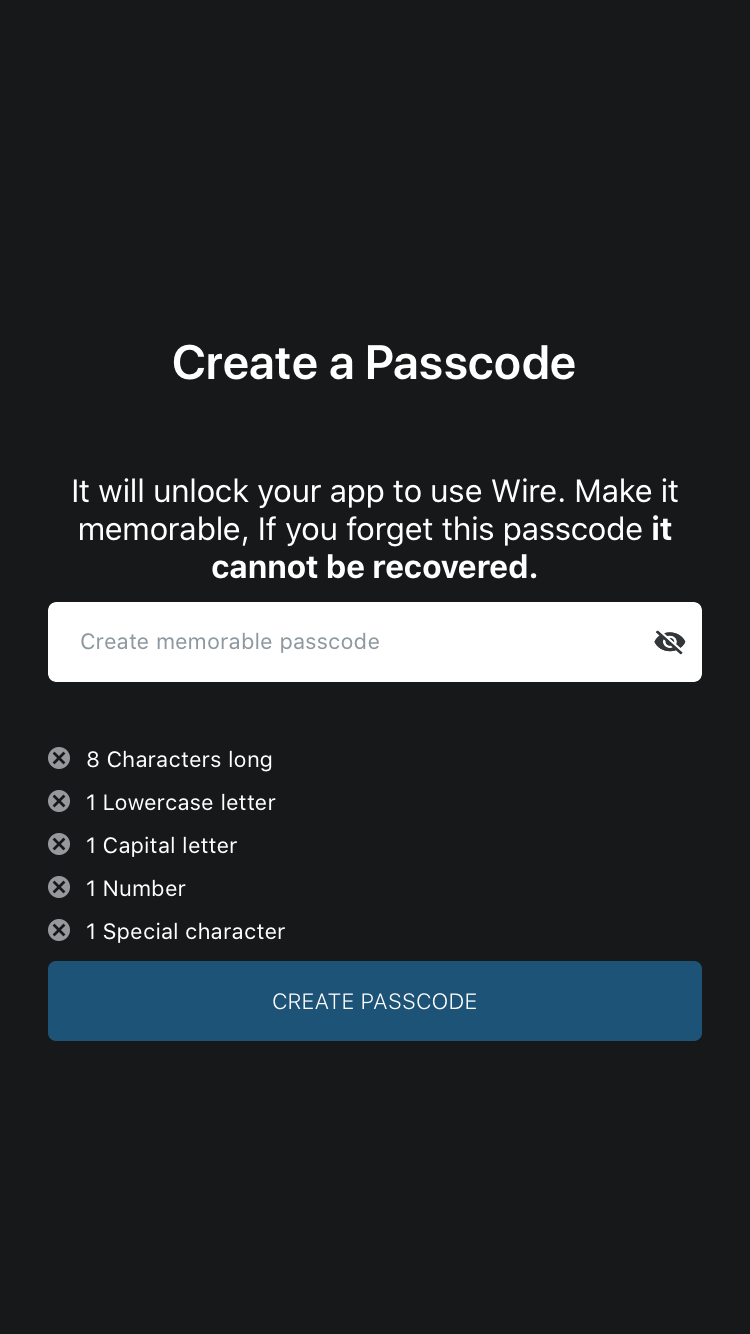 Create a Passcode
It will unlock your app to use Wire. Make it
memorable, If you forget this passcode it
cannot be recovered.
Create memorable passcode
8 Characters long
1 Lowercase letter
1 Capital letter
1 Number
1 Special character
CREATE PASSCODE